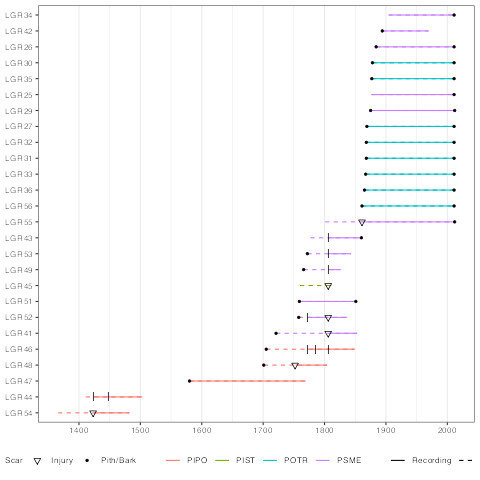 LGR34
LGR42
LGR26
LGR30
LGR35
LGR25
LGR29
LGR27
LGR32
LGR31
LGR33
LGR36
LGR56
LGR55
LGR43
LGR53
LGR49
LGR45
LGR51
LGR52
LGR41
LGR46
LGR48
LGR47
LGR44
LGR54
1400 1500 1600 1700 1800 1900 2000
Scar Injury Pith/Bark PIPO PIST POTR PSME Recording